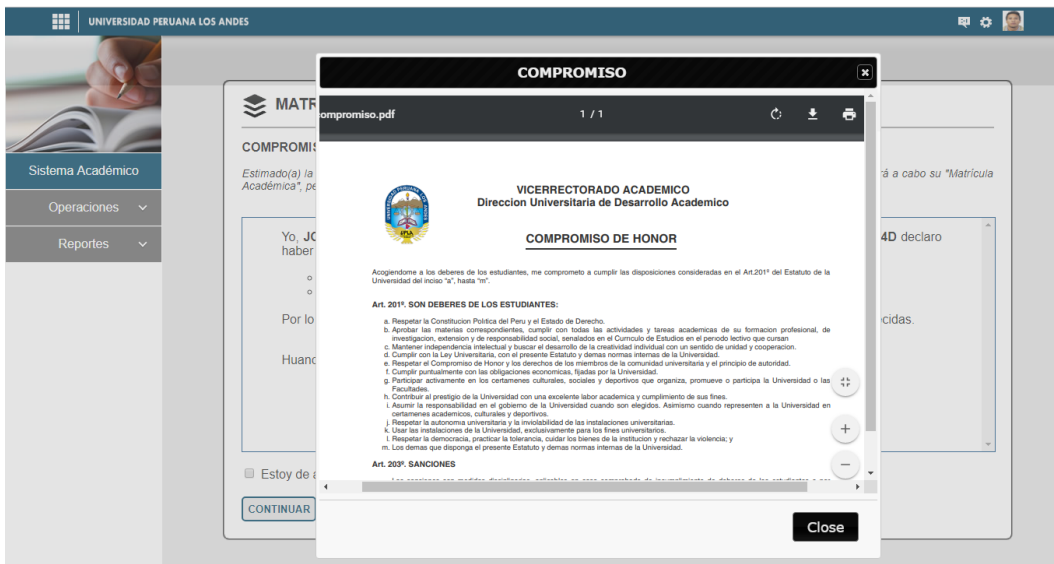 UNIVERSIDAD PERUANA LOS ANDES
COMPROMISO
MATR
ompromiso.pdf
1 / 1
COMPROMIS
Sistema Académico
Estimado(a) la
rá a cabo su "Matrícula
Académica", pe
VICERRECTORADO ACADEMICO
Direccion Universitaria de Desarrollo Academico
UPLA
Operaciones
Reportes
COMPROMISO DE HONOR
Yo, JO
4D declaro
haber
Acogiendome a los deberes de los estudiantes, me comprometo a cumplir las disposiciones consideradas en el Art.201º del Estatuto de la
Universidad del inciso "a", hasta "m".
Art. 201º. SON DEBERES DE LOS ESTUDIANTES:
Por lo
cidas.
Huanc
a. Respetar la Constitucion Politica del Peru y el Estado de Derecho.
b. Aprobar las materias correspondientes, cumplir con todas las actividades y tareas academicas de su formacion profesional, de
investigacion, extension y de responsabilidad social, senalados en el Curriculo de Estudios en el periodo lectivo que cursan
c. Mantener independencia intelectual y buscar el desarrollo de la creatividad individual con un sentido de unidad y cooperacion.
d. Cumplir con la Ley Universitaria, con el presente Estatuto y demas normas internas de la Universidad.
e. Respetar el Compromiso de Honor y los derechos de los miembros de la comunidad universitaria y el principio de autoridad.
f. Cumplir puntualmente con las obligaciones economicas, fijadas por la Universidad.
g. Participar activamente en los certamenes culturales, sociales y deportivos que organiza, promueve o participa la Universidad o las
Facultades.
h. Contribuir al prestigio de la Universidad con una excelente labor academica y cumplimiento de sus fines.
i. Asumir la responsabilidad en el gobierno de la Universidad cuando son elegidos. Asimismo cuando representen a la Universidad en
certamenes academicos, culturales y deportivos.
j. Respetar la autonomia universitaria y la inviolabilidad de las instalaciones universitarias.
k. Usar las instalaciones de la Universidad, exclusivamente para los fines universitarios.
l. Respetar la democracia, practicar la tolerancia, cuidar los bienes de la institucion y rechazar la violencia; y
m. Los demas que disponga el presente Estatuto y demas normas internas de la Universidad.
Art. 203º. SANCIONES
Estoy de a
CONTINUAR
Close